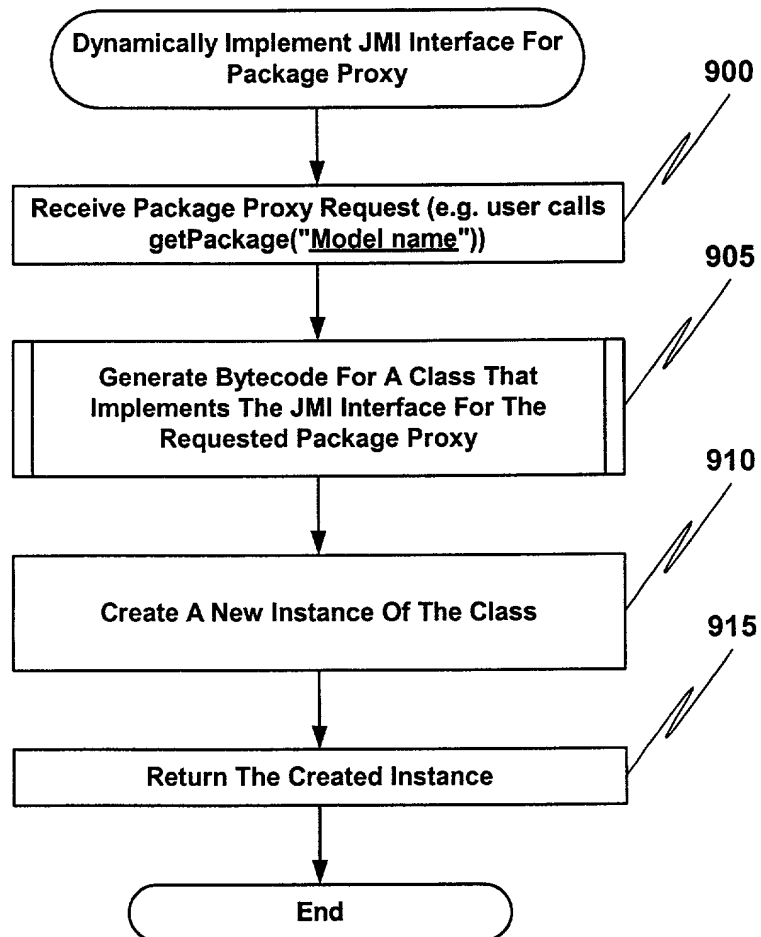 Dynamically Implement JMI Interface For
Package Proxy
900
Receive Package Proxy Request (e.g. user calls
getPackage("Model name"))
905
Generate Bytecode For A Class That
Implements The JMI Interface For The
Requested Package Proxy
910
Create A New Instance Of The Class
915
Return The Created Instance
End